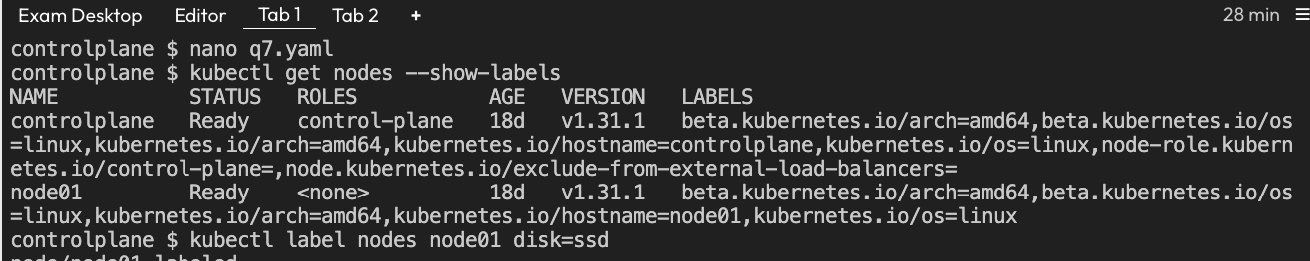 Exam Desktop Editor Tab 1 Tab 2 + 28 min
controlplane $ nano q7.yaml
controlplane $ kubectl get nodes --show-labels
NAME STATUS ROLES AGE VERSION LABELS
controlplane Ready control-plane 18d v1.31.1 beta.kubernetes.io/arch=amd64,beta.kubernetes.io/os
=linux,kubernetes.io/arch=amd64,kubernetes.io/hostname=controlplane,kubernetes.io/os=linux,node-role.kubern
etes.io/control-plane=,node.kubernetes.io/exclude-from-external-load-balancers=
node01 Ready <none> 18d v1.31.1 beta.kubernetes.io/arch=amd64,beta.kubernetes.io/os
=linux,kubernetes.io/arch=amd64,kubernetes.io/hostname=node01,kubernetes.io/os=linux
controlplane $ kubectl label nodes node01 disk=ssd
node/node01 labeled